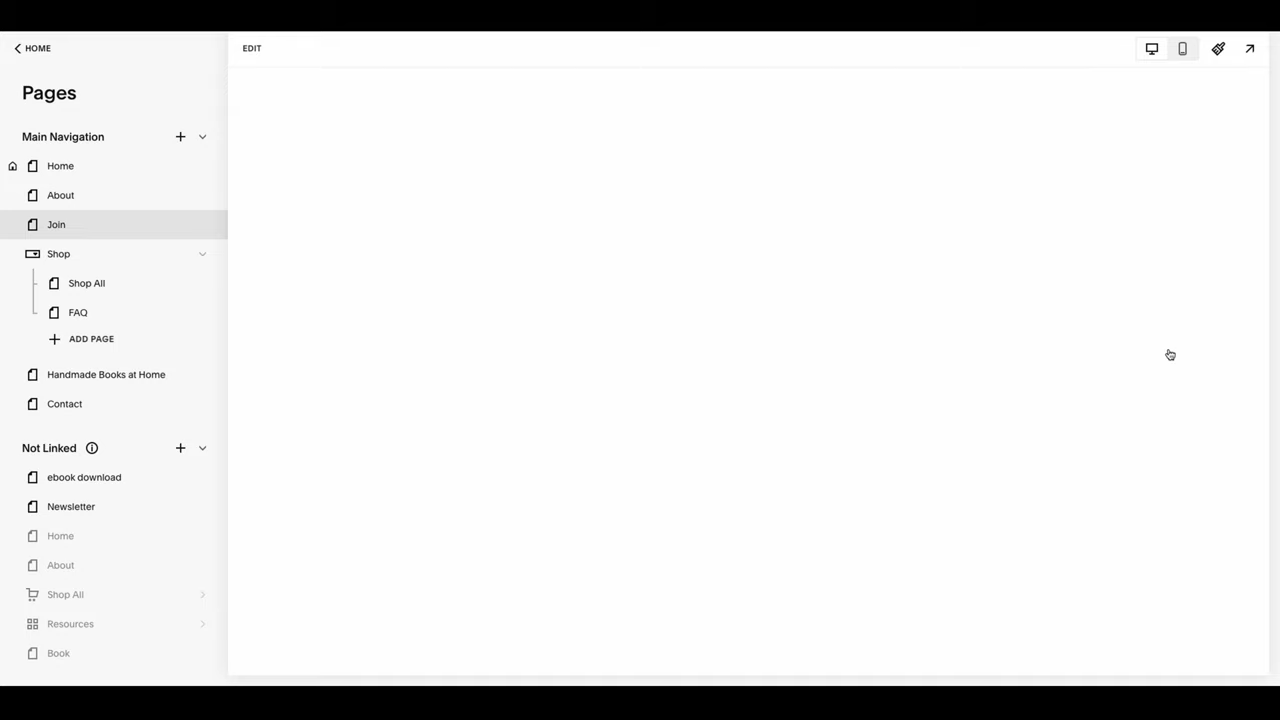 HOME
EDIT
Pages
Main Navigation
Home
About
Join
Shop
Shop All
FAQ
ADD PAGE
Handmade Books at Home
Contact
Not Linked
ebook download
Newsletter
Home
About
Shop All
Resources
Book